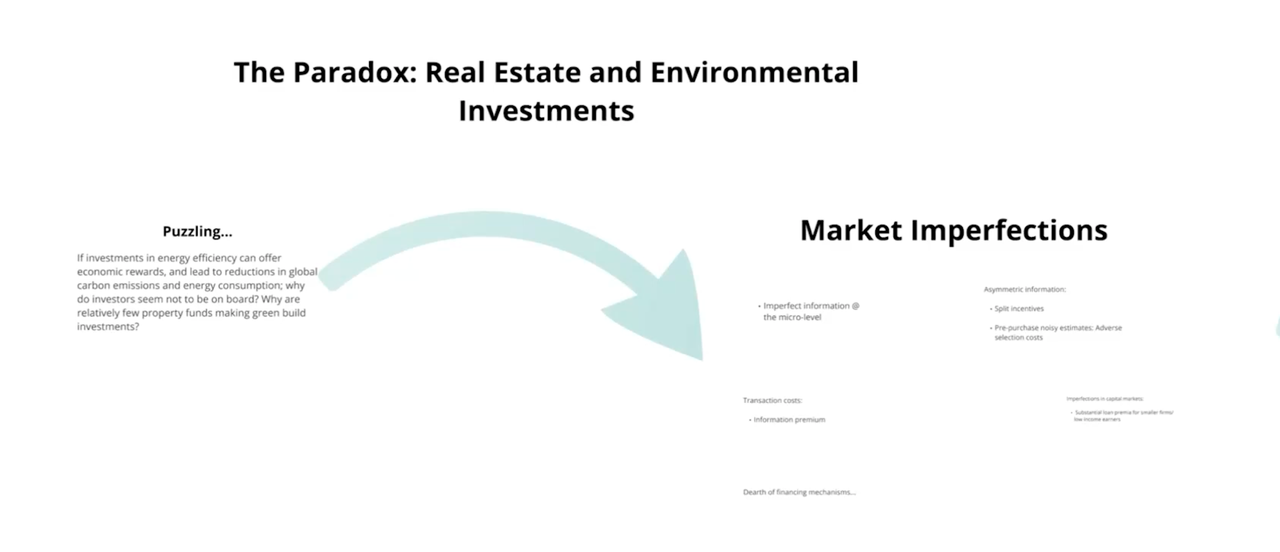 The Paradox: Real Estate and Environmental
Investments
Puzzling...
If investments in energy efficiency can offer
economic rewards, and lead to reductions in global
carbon emissions and energy consumption; why
do investors seem not to be on board? Why are
relatively few property funds making green build
investments?
Market Imperfections
• Imperfect information @
the micro-level
Asymmetric information:
• Split incentives
• Pre-purchase noisy estimates: Adverse
selection costs
Transaction costs:
• Information premium
Imperfections in capital markets:
• Substantial loan premia for smaller firms/
low income earners
Dearth of financing mechanisms...